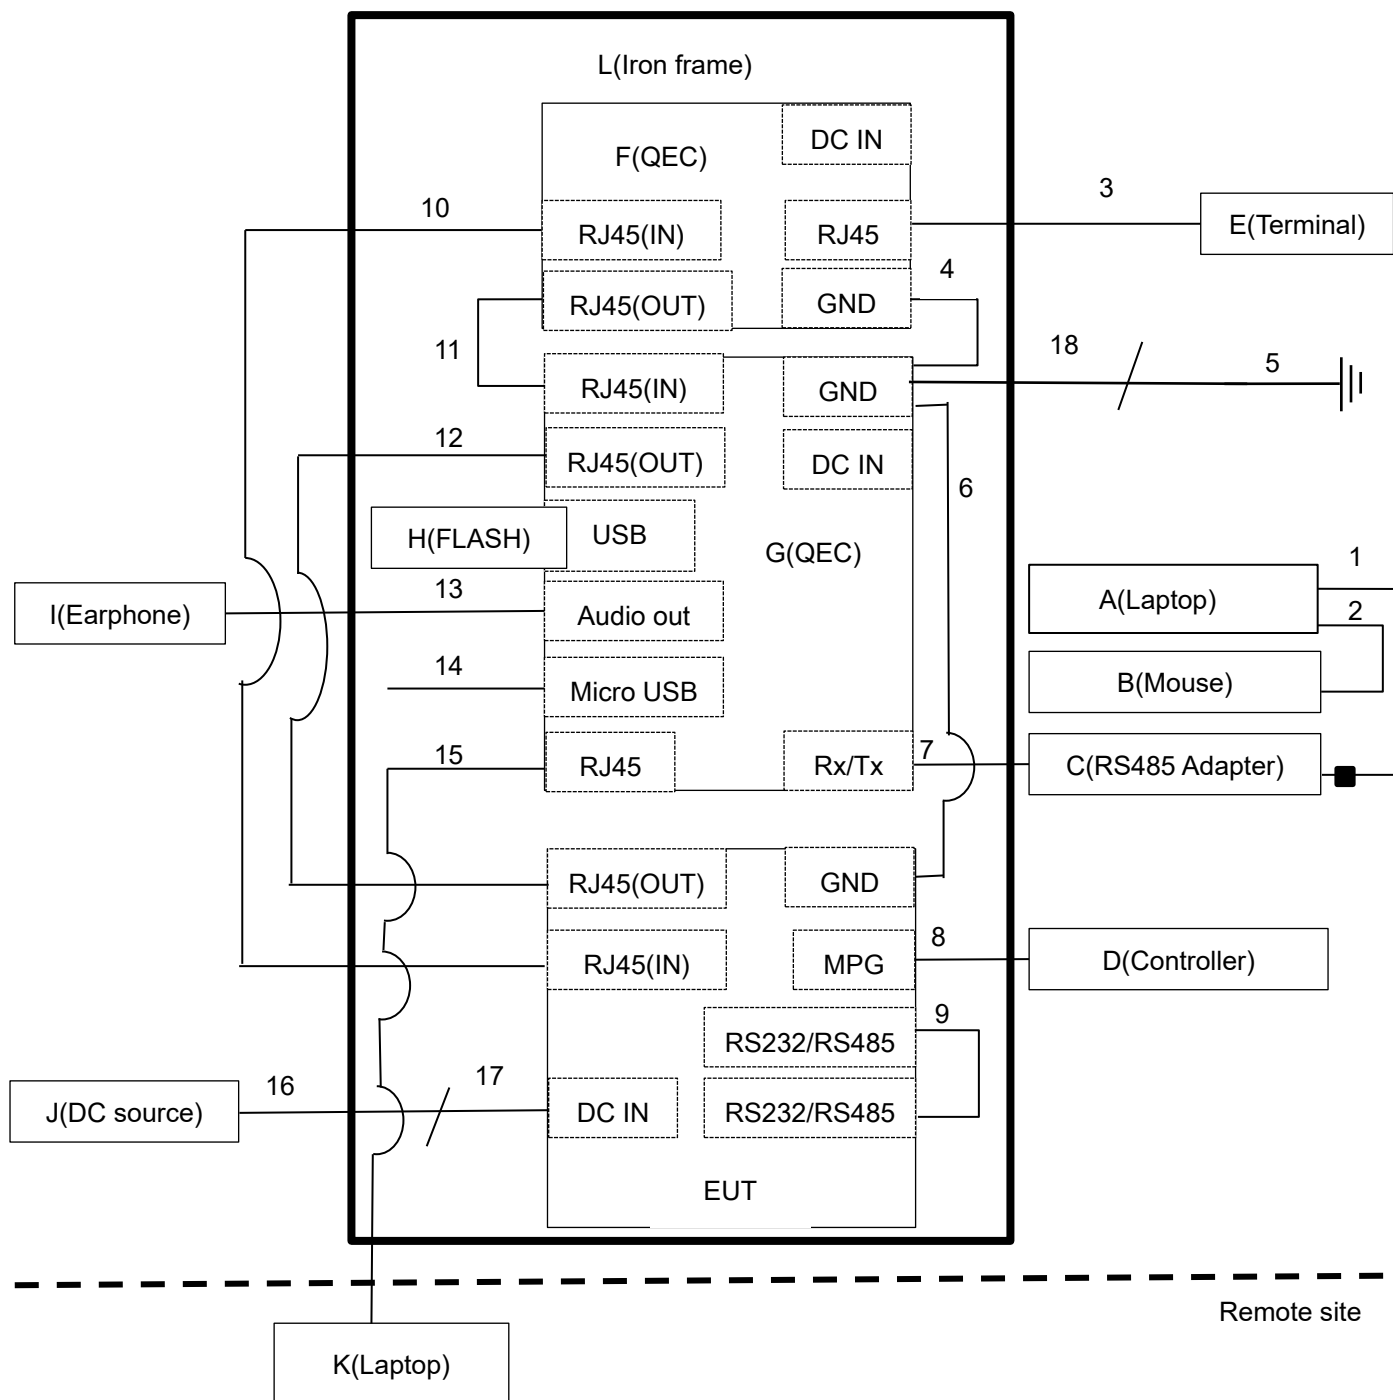 L(Iron frame)
DC IN
F(QEC)
3
10
RJ45(IN)
RJ45
E(Terminal)
4
RJ45(OUT)
GND
11
18
5
RJ45(IN)
GND
12
RJ45(OUT)
DC IN
6
H(FLASH)
USB
G(QEC)
1
13
A(Laptop)
I(Earphone)
Audio out
2
14
Micro USB
B(Mouse)
15
RJ45
Rx/Tx
7
C(RS485 Adapter)
RJ45(OUT)
GND
8
RJ45(IN)
MPG
D(Controller)
9
RS232/RS485
16
17
J(DC source)
DC IN
RS232/RS485
EUT
Remote site
K(Laptop)